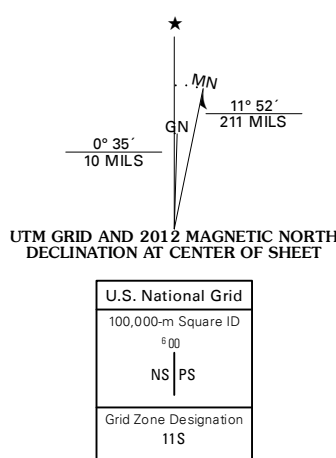 ★
MN
GN
11° 52´
211 MILS
0° 35´
10 MILS
UTM GRID AND 2012 MAGNETIC NORTH
DECLINATION AT CENTER OF SHEET
U.S. National Grid
100,000-m Square ID
⁶00
NS PS
Grid Zone Designation
11S